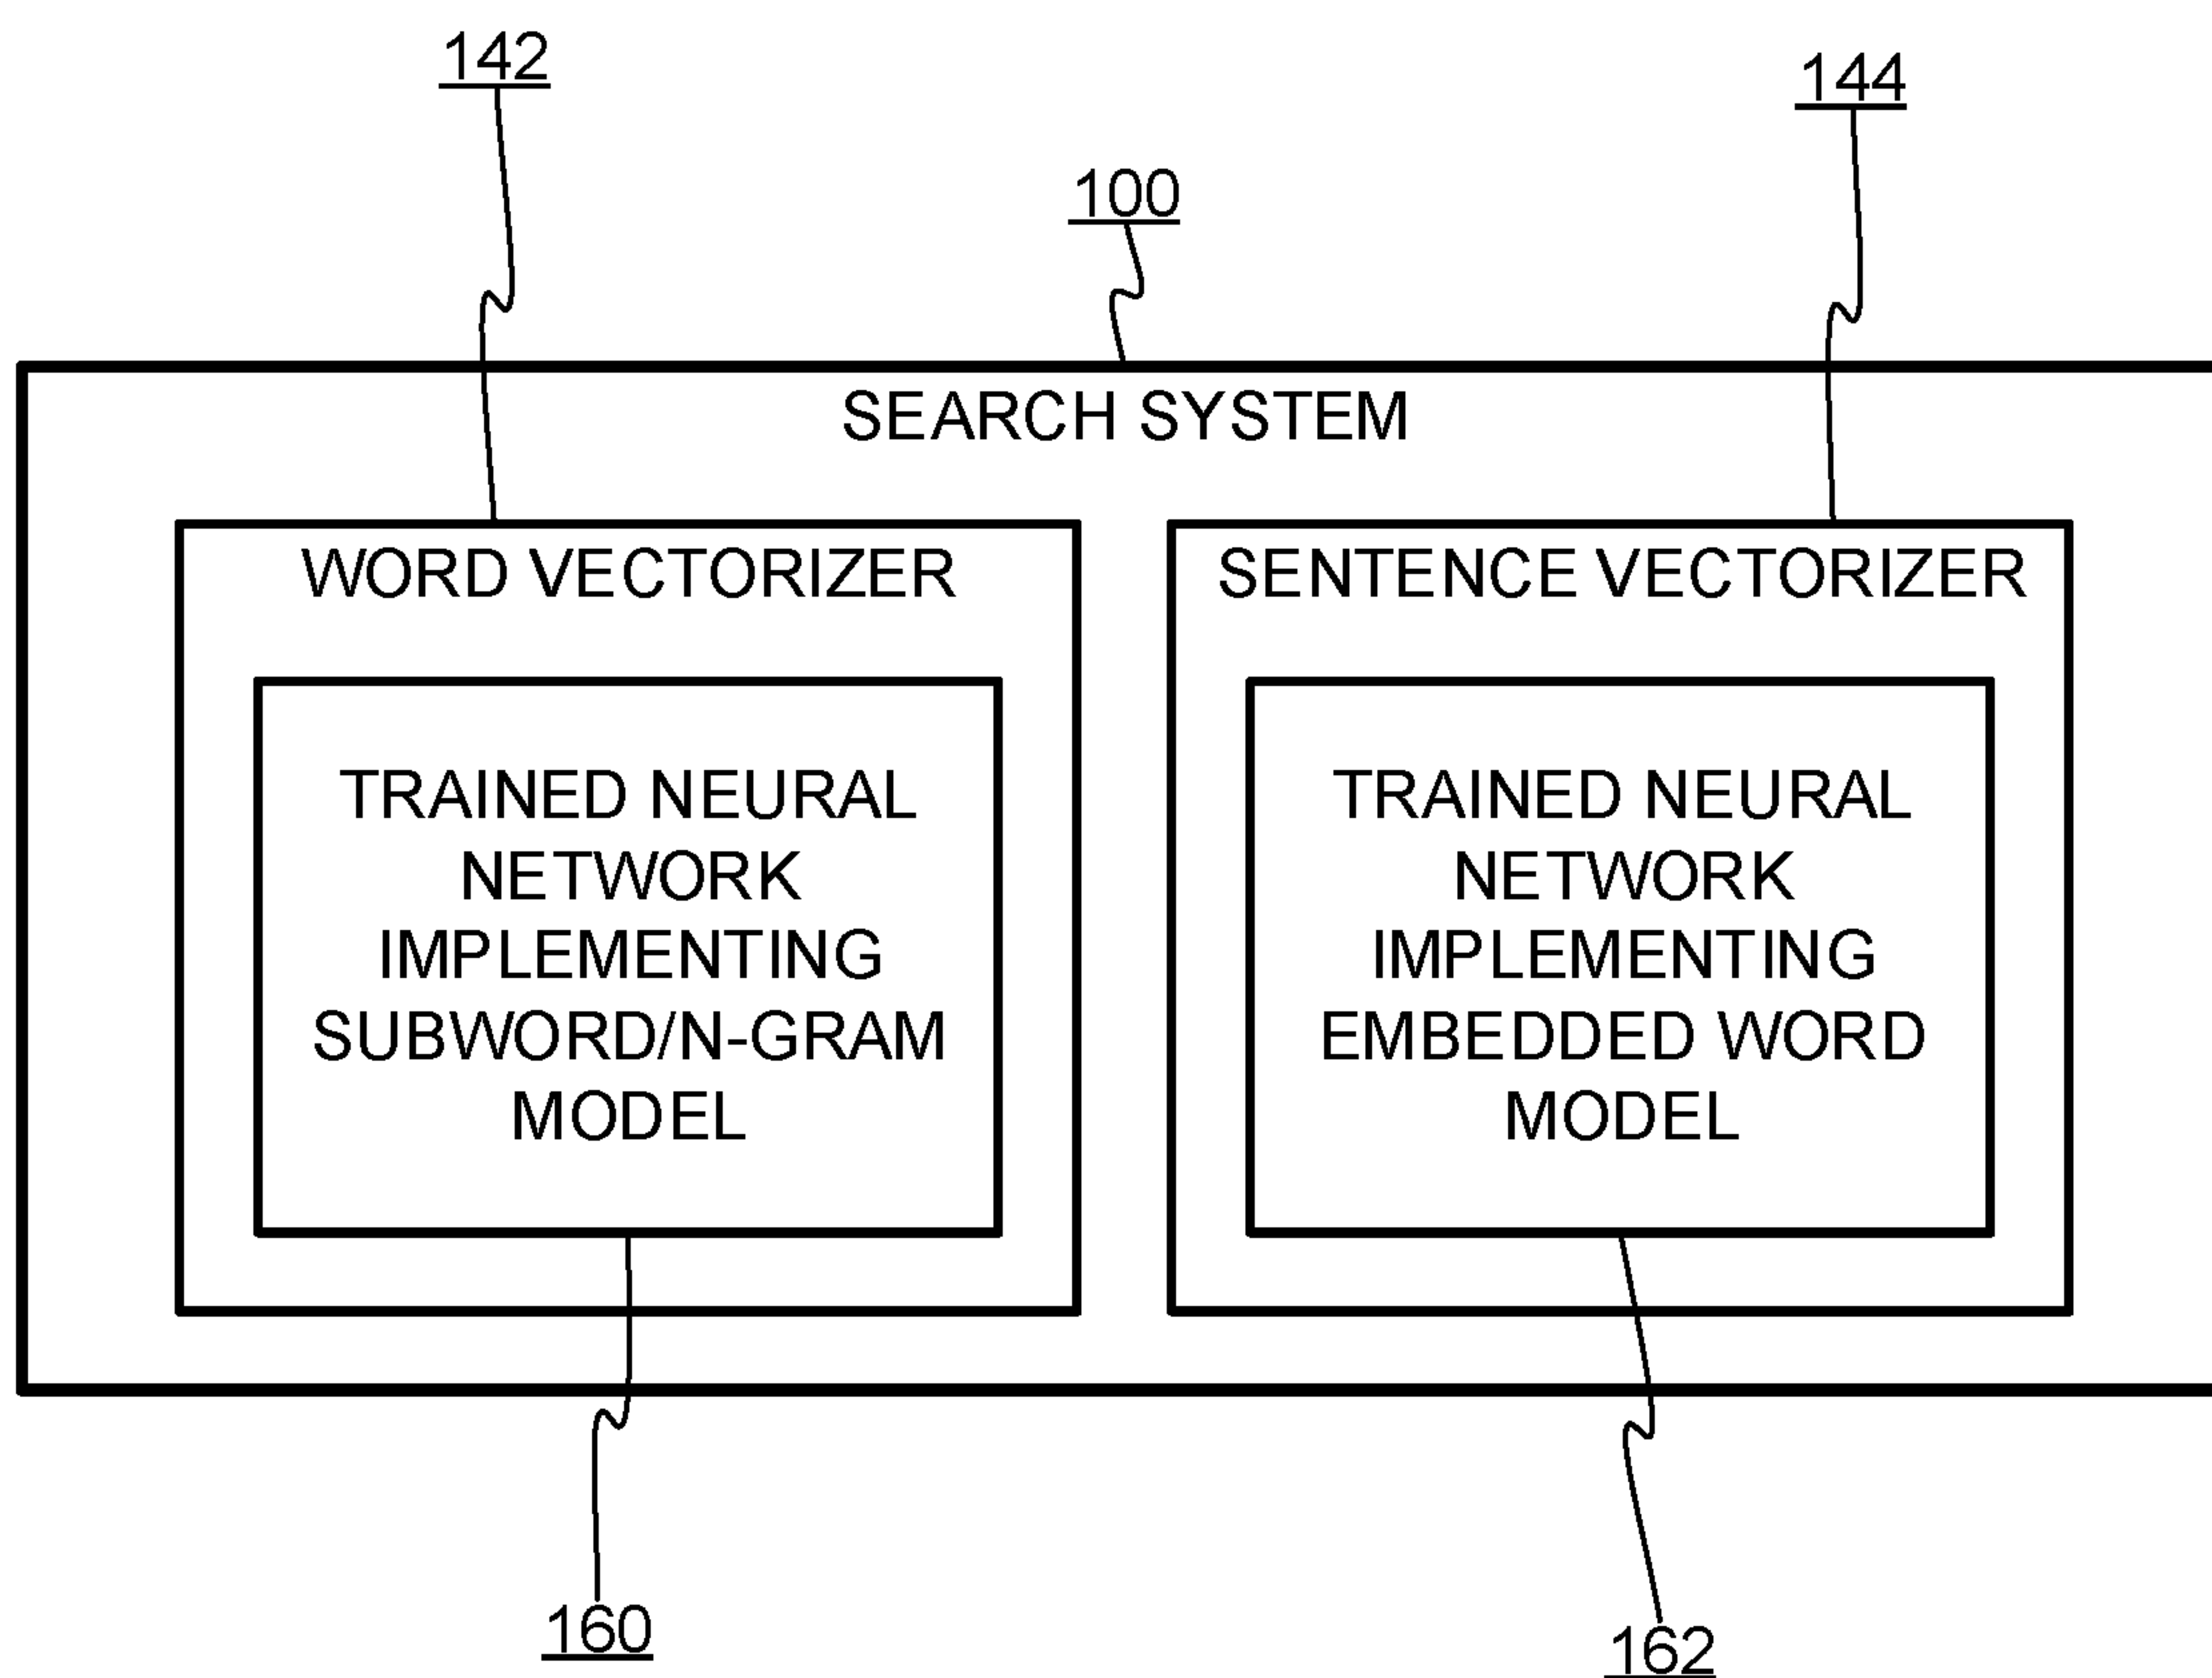 142
144
100
SEARCH SYSTEM
WORD VECTORIZER
TRAINED NEURAL
NETWORK
IMPLEMENTING
SUBWORD/N-GRAM
MODEL
SENTENCE VECTORIZER
TRAINED NEURAL
NETWORK
IMPLEMENTING
EMBEDDED WORD
MODEL
160
162